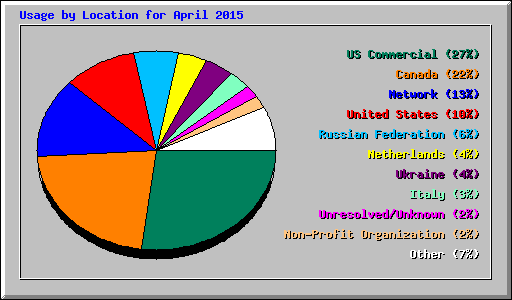 Usage by Location for April 2015
US Commercial (27%)
Canada (22%)
Network (13%)
United States (10%)
Russian Federation (6%)
Netherlands (4%)
Ukraine (4%)
Italy (3%)
Unresolved/Unknown (2%)
Non-Profit Organization (2%)
Other (7%)